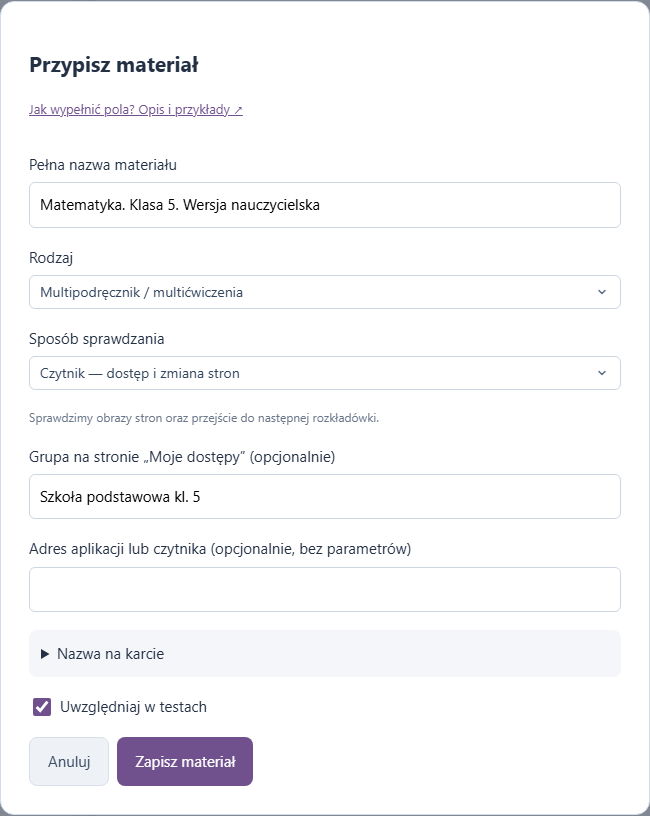 Przypisz materiał
Jak wypełnić pola? Opis i przykłady ↗
Pełna nazwa materiału
Matematyka. Klasa 5. Wersja nauczycielska
Rodzaj
Multipodręcznik / multićwiczenia
Sposób sprawdzania
Czytnik — dostęp i zmiana stron
Sprawdzimy obrazy stron oraz przejście do następnej rozkładówki.
Grupa na stronie „Moje dostępy” (opcjonalnie)
Szkoła podstawowa kl. 5
Adres aplikacji lub czytnika (opcjonalnie, bez parametrów)
Nazwa na karcie
Uwzględniaj w testach
Anuluj
Zapisz materiał